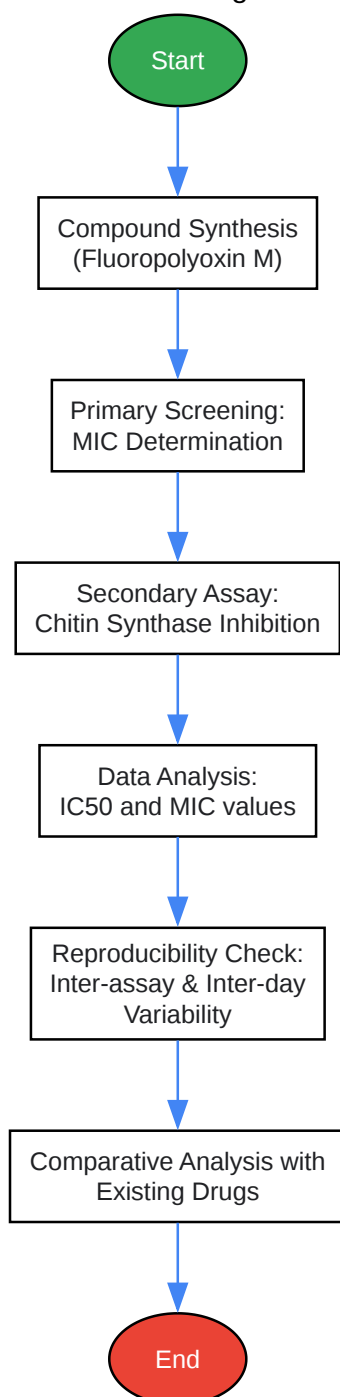 Start
Compound Synthesis
(Fluoropolyoxin M)
Primary Screening:
MIC Determination
Secondary Assay:
Chitin Synthase Inhibition
Data Analysis:
IC50 and MIC values
Reproducibility Check:
Inter-assay & Inter-day
Variability
Comparative Analysis with
Existing Drugs
End